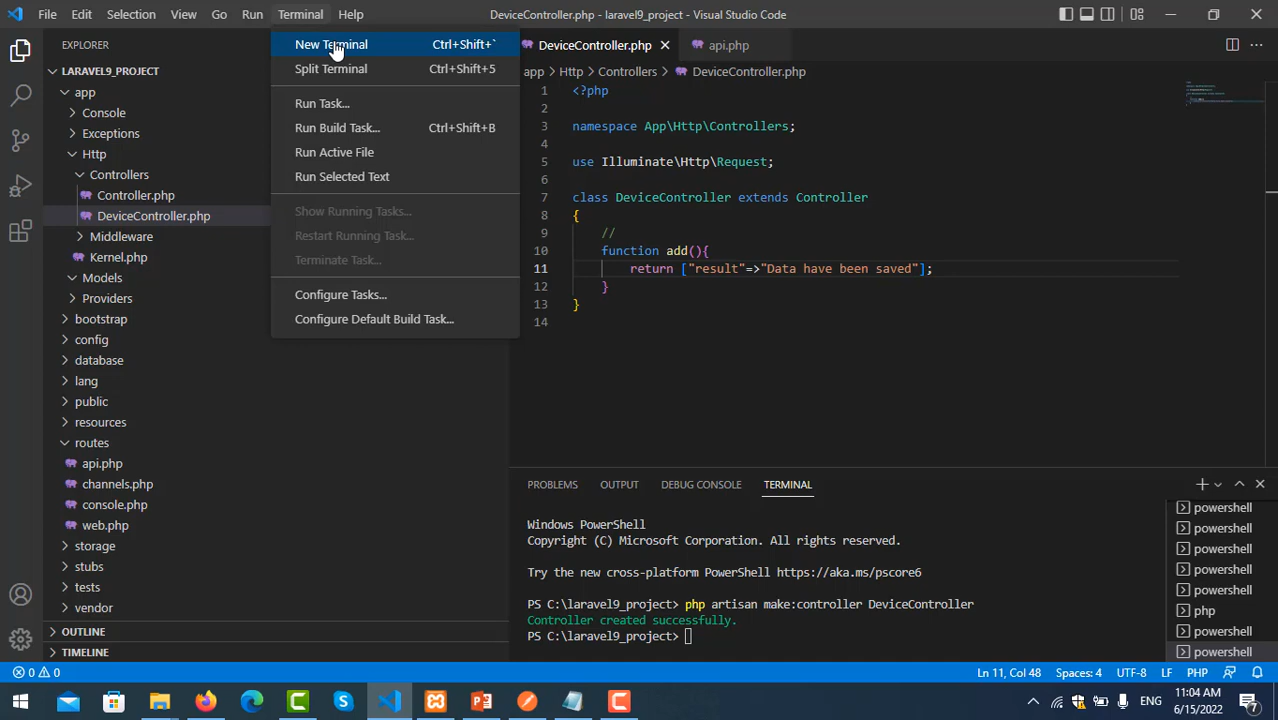 File Edit Selection View Go Run Terminal Help
DeviceController.php - laravel9_project - Visual Studio Code
EXPLORER
LARAVEL9_PROJECT
app
Console
Exceptions
Http
Controllers
Controller.php
DeviceController.php
Middleware
Kernel.php
Models
Providers
bootstrap
config
database
lang
public
resources
routes
api.php
channels.php
console.php
web.php
storage
stubs
tests
vendor
OUTLINE
TIMELINE
New Terminal Ctrl+Shift+`
Split Terminal Ctrl+Shift+5
Run Task...
Run Build Task... Ctrl+Shift+B
Run Active File
Run Selected Text
Show Running Tasks...
Restart Running Task...
Terminate Task...
Configure Tasks...
Configure Default Build Task...
DeviceController.php api.php
app > Http > Controllers > DeviceController.php
1 <?php
2
3 namespace App\Http\Controllers;
4
5 use Illuminate\Http\Request;
6
7 class DeviceController extends Controller
8 {
9 //
10 function add(){
11 return ["result"=>"Data have been saved"];
12 }
13 }
14
PROBLEMS OUTPUT DEBUG CONSOLE TERMINAL
Windows PowerShell
Copyright (C) Microsoft Corporation. All rights reserved.
Try the new cross-platform PowerShell https://aka.ms/pscore6
PS C:\laravel9_project> php artisan make:controller DeviceController
Controller created successfully.
PS C:\laravel9_project>
powershell
powershell
powershell
powershell
powershell
php
powershell
powershell
0 0
Ln 11, Col 48 Spaces: 4 UTF-8 LF PHP
ENG
11:04 AM
6/15/2022
7